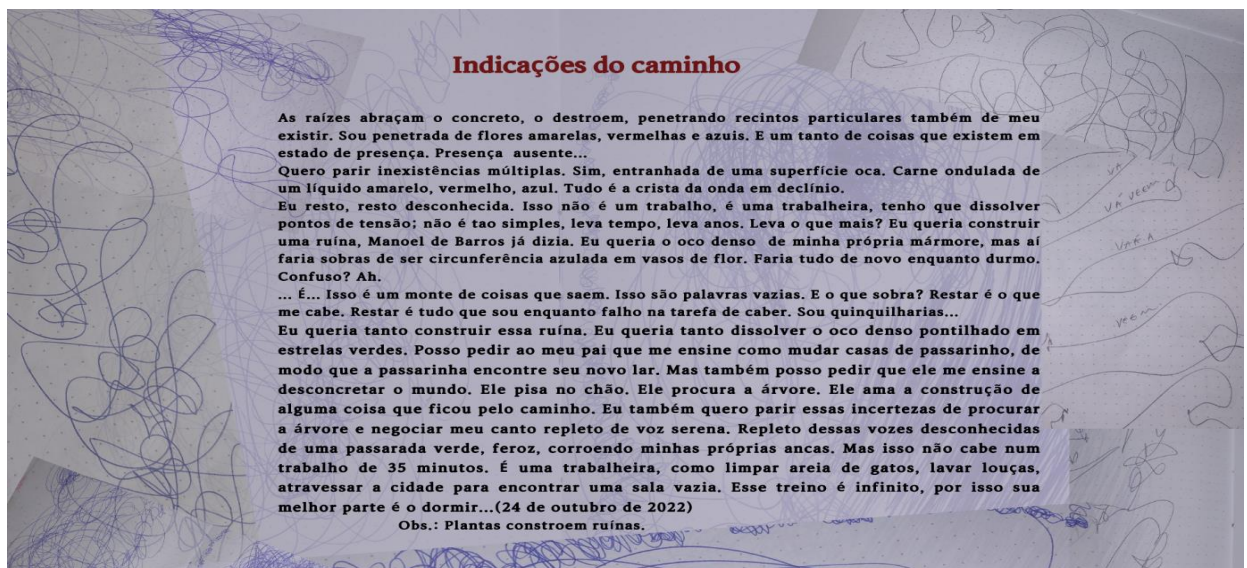 Indicações do caminho
As raízes abraçam o concreto, o destroem, penetrando recintos particulares também de meu
existir. Sou penetrada de flores amarelas, vermelhas e azuis. E um tanto de coisas que existem em
estado de presença. Presença ausente...
Quero parir inexistências múltiplas. Sim, entranhada de uma superfície oca. Carne ondulada de
um líquido amarelo, vermelho, azul. Tudo é a crista da onda em declínio.
Eu resto, resto desconhecida. Isso não é um trabalho, é uma trabalheira, tenho que dissolver
pontos de tensão; não é tao simples, leva tempo, leva anos. Leva o que mais? Eu queria construir
uma ruína, Manoel de Barros já dizia. Eu queria o oco denso de minha própria mármore, mas aí
faria sobras de ser circunferência azulada em vasos de flor. Faria tudo de novo enquanto durmo.
Confuso? Ah.
... É... Isso é um monte de coisas que saem. Isso são palavras vazias. E o que sobra? Restar é o que
me cabe. Restar é tudo que sou enquanto falho na tarefa de caber. Sou quinquilharias...
Eu queria tanto construir essa ruína. Eu queria tanto dissolver o oco denso pontilhado em
estrelas verdes. Posso pedir ao meu pai que me ensine como mudar casas de passarinho, de
modo que a passarinha encontre seu novo lar. Mas também posso pedir que ele me ensine a
desconcretar o mundo. Ele pisa no chão. Ele procura a árvore. Ele ama a construção de
alguma coisa que ficou pelo caminho. Eu também quero parir essas incertezas de procurar
a árvore e negociar meu canto repleto de voz serena. Repleto dessas vozes desconhecidas
de uma passarada verde, feroz, corroendo minhas próprias ancas. Mas isso não cabe num
trabalho de 35 minutos. É uma trabalheira, como limpar areia de gatos, lavar louças,
atravessar a cidade para encontrar uma sala vazia. Esse treino é infinito, por isso sua
melhor parte é o dormir...(24 de outubro de 2022)
Obs.: Plantas constroem ruínas.